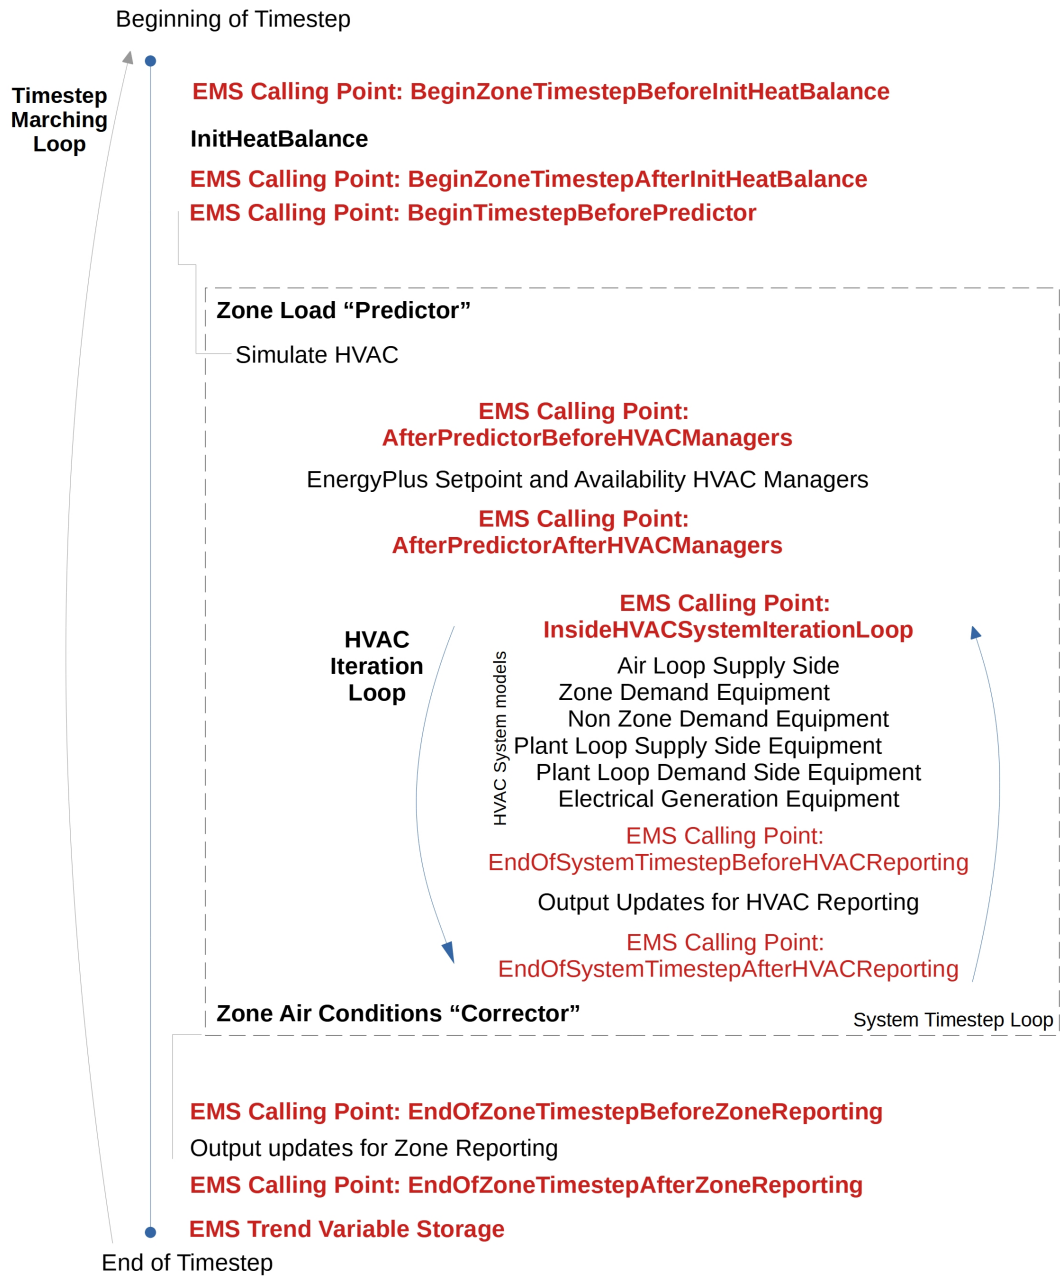 Beginning of Timestep
Timestep
Marching
Loop
EMS Calling Point: BeginZoneTimestepBeforeInitHeatBalance
InitHeatBalance
EMS Calling Point: BeginZoneTimestepAfterInitHeatBalance
EMS Calling Point: BeginTimestepBeforePredictor
Zone Load “Predictor”
Simulate HVAC
EMS Calling Point:
AfterPredictorBeforeHVACManagers
EnergyPlus Setpoint and Availability HVAC Managers
EMS Calling Point:
AfterPredictorAfterHVACManagers
HVAC
Iteration
Loop
EMS Calling Point:
InsideHVACSystemIterationLoop
HVAC System models
Air Loop Supply Side
Zone Demand Equipment
Non Zone Demand Equipment
Plant Loop Supply Side Equipment
Plant Loop Demand Side Equipment
Electrical Generation Equipment
EMS Calling Point:
EndOfSystemTimestepBeforeHVACReporting
Output Updates for HVAC Reporting
EMS Calling Point:
EndOfSystemTimestepAfterHVACReporting
Zone Air Conditions “Corrector”
System Timestep Loop
EMS Calling Point: EndOfZoneTimestepBeforeZoneReporting
Output updates for Zone Reporting
EMS Calling Point: EndOfZoneTimestepAfterZoneReporting
EMS Trend Variable Storage
End of Timestep